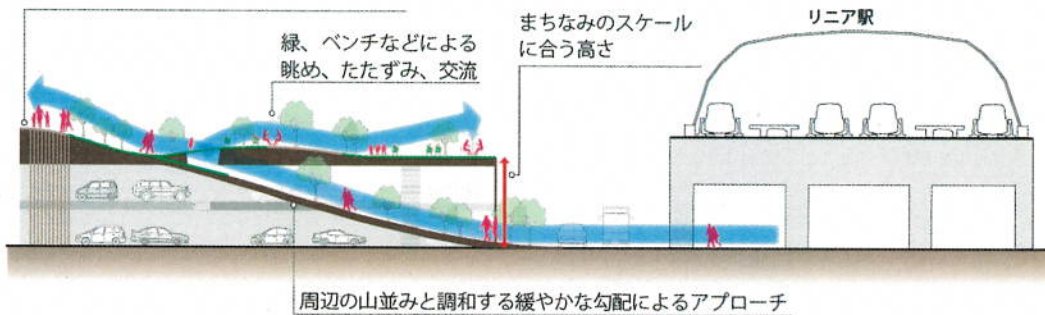 緑、ベンチなどによる
眺め、たたずみ、交流
まちなみのスケール
に合う高さ
リニア駅
周辺の山並みと調和する緩やかな勾配によるアプローチ